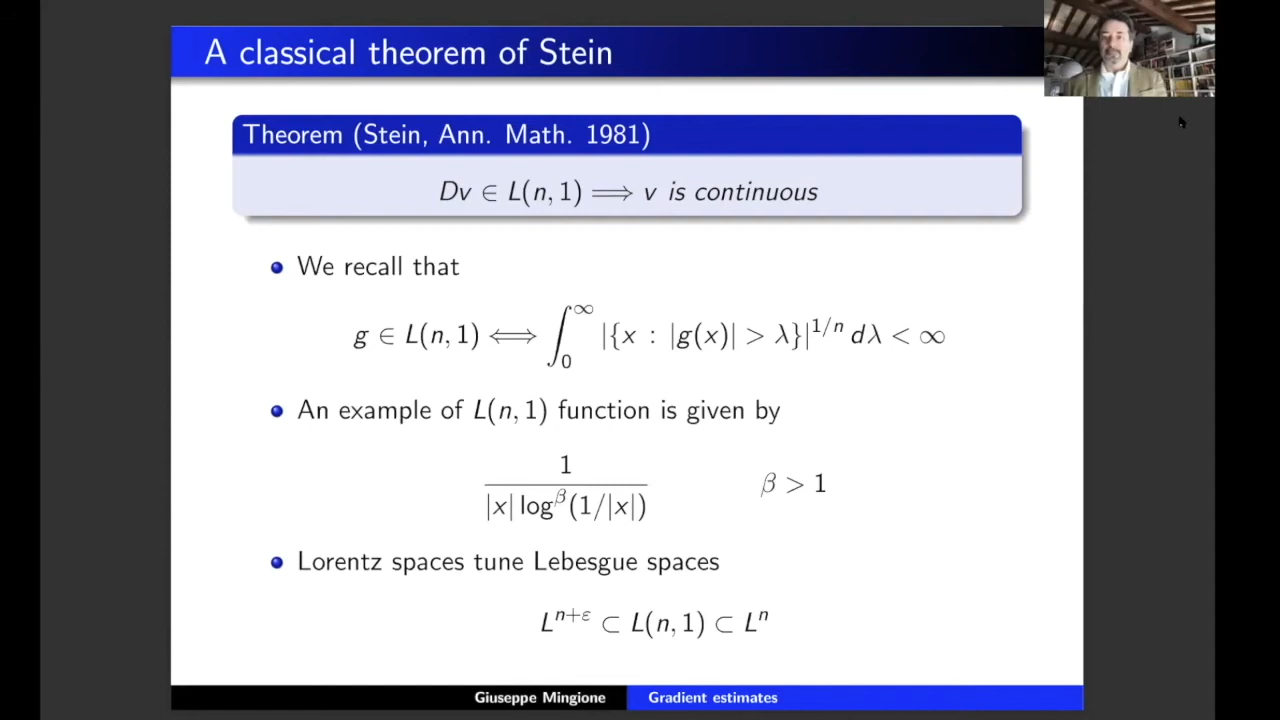 A classical theorem of Stein
Theorem (Stein, Ann. Math. 1981)
Dv ∈ L(n, 1) ⟹ v is continuous
We recall that
g ∈ L(n, 1) ⟺ ∫₀^∞ |{x : |g(x)| > λ}|^{1/n} dλ < ∞
An example of L(n, 1) function is given by
1 / (|x| log^β(1/|x|))    β > 1
Lorentz spaces tune Lebesgue spaces
L^{n+ε} ⊂ L(n, 1) ⊂ L^n
Giuseppe Mingione    Gradient estimates